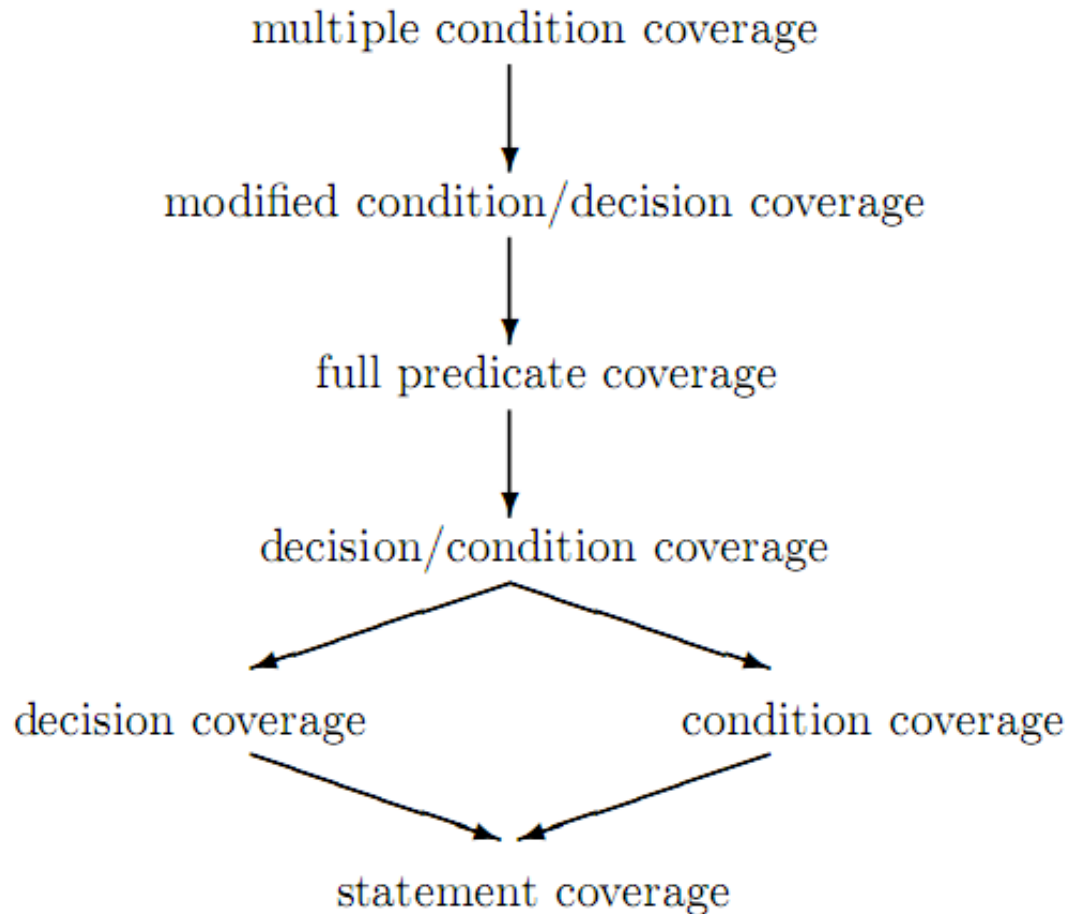 multiple condition coverage
modified condition/decision coverage
full predicate coverage
decision/condition coverage
decision coverage
condition coverage
statement coverage